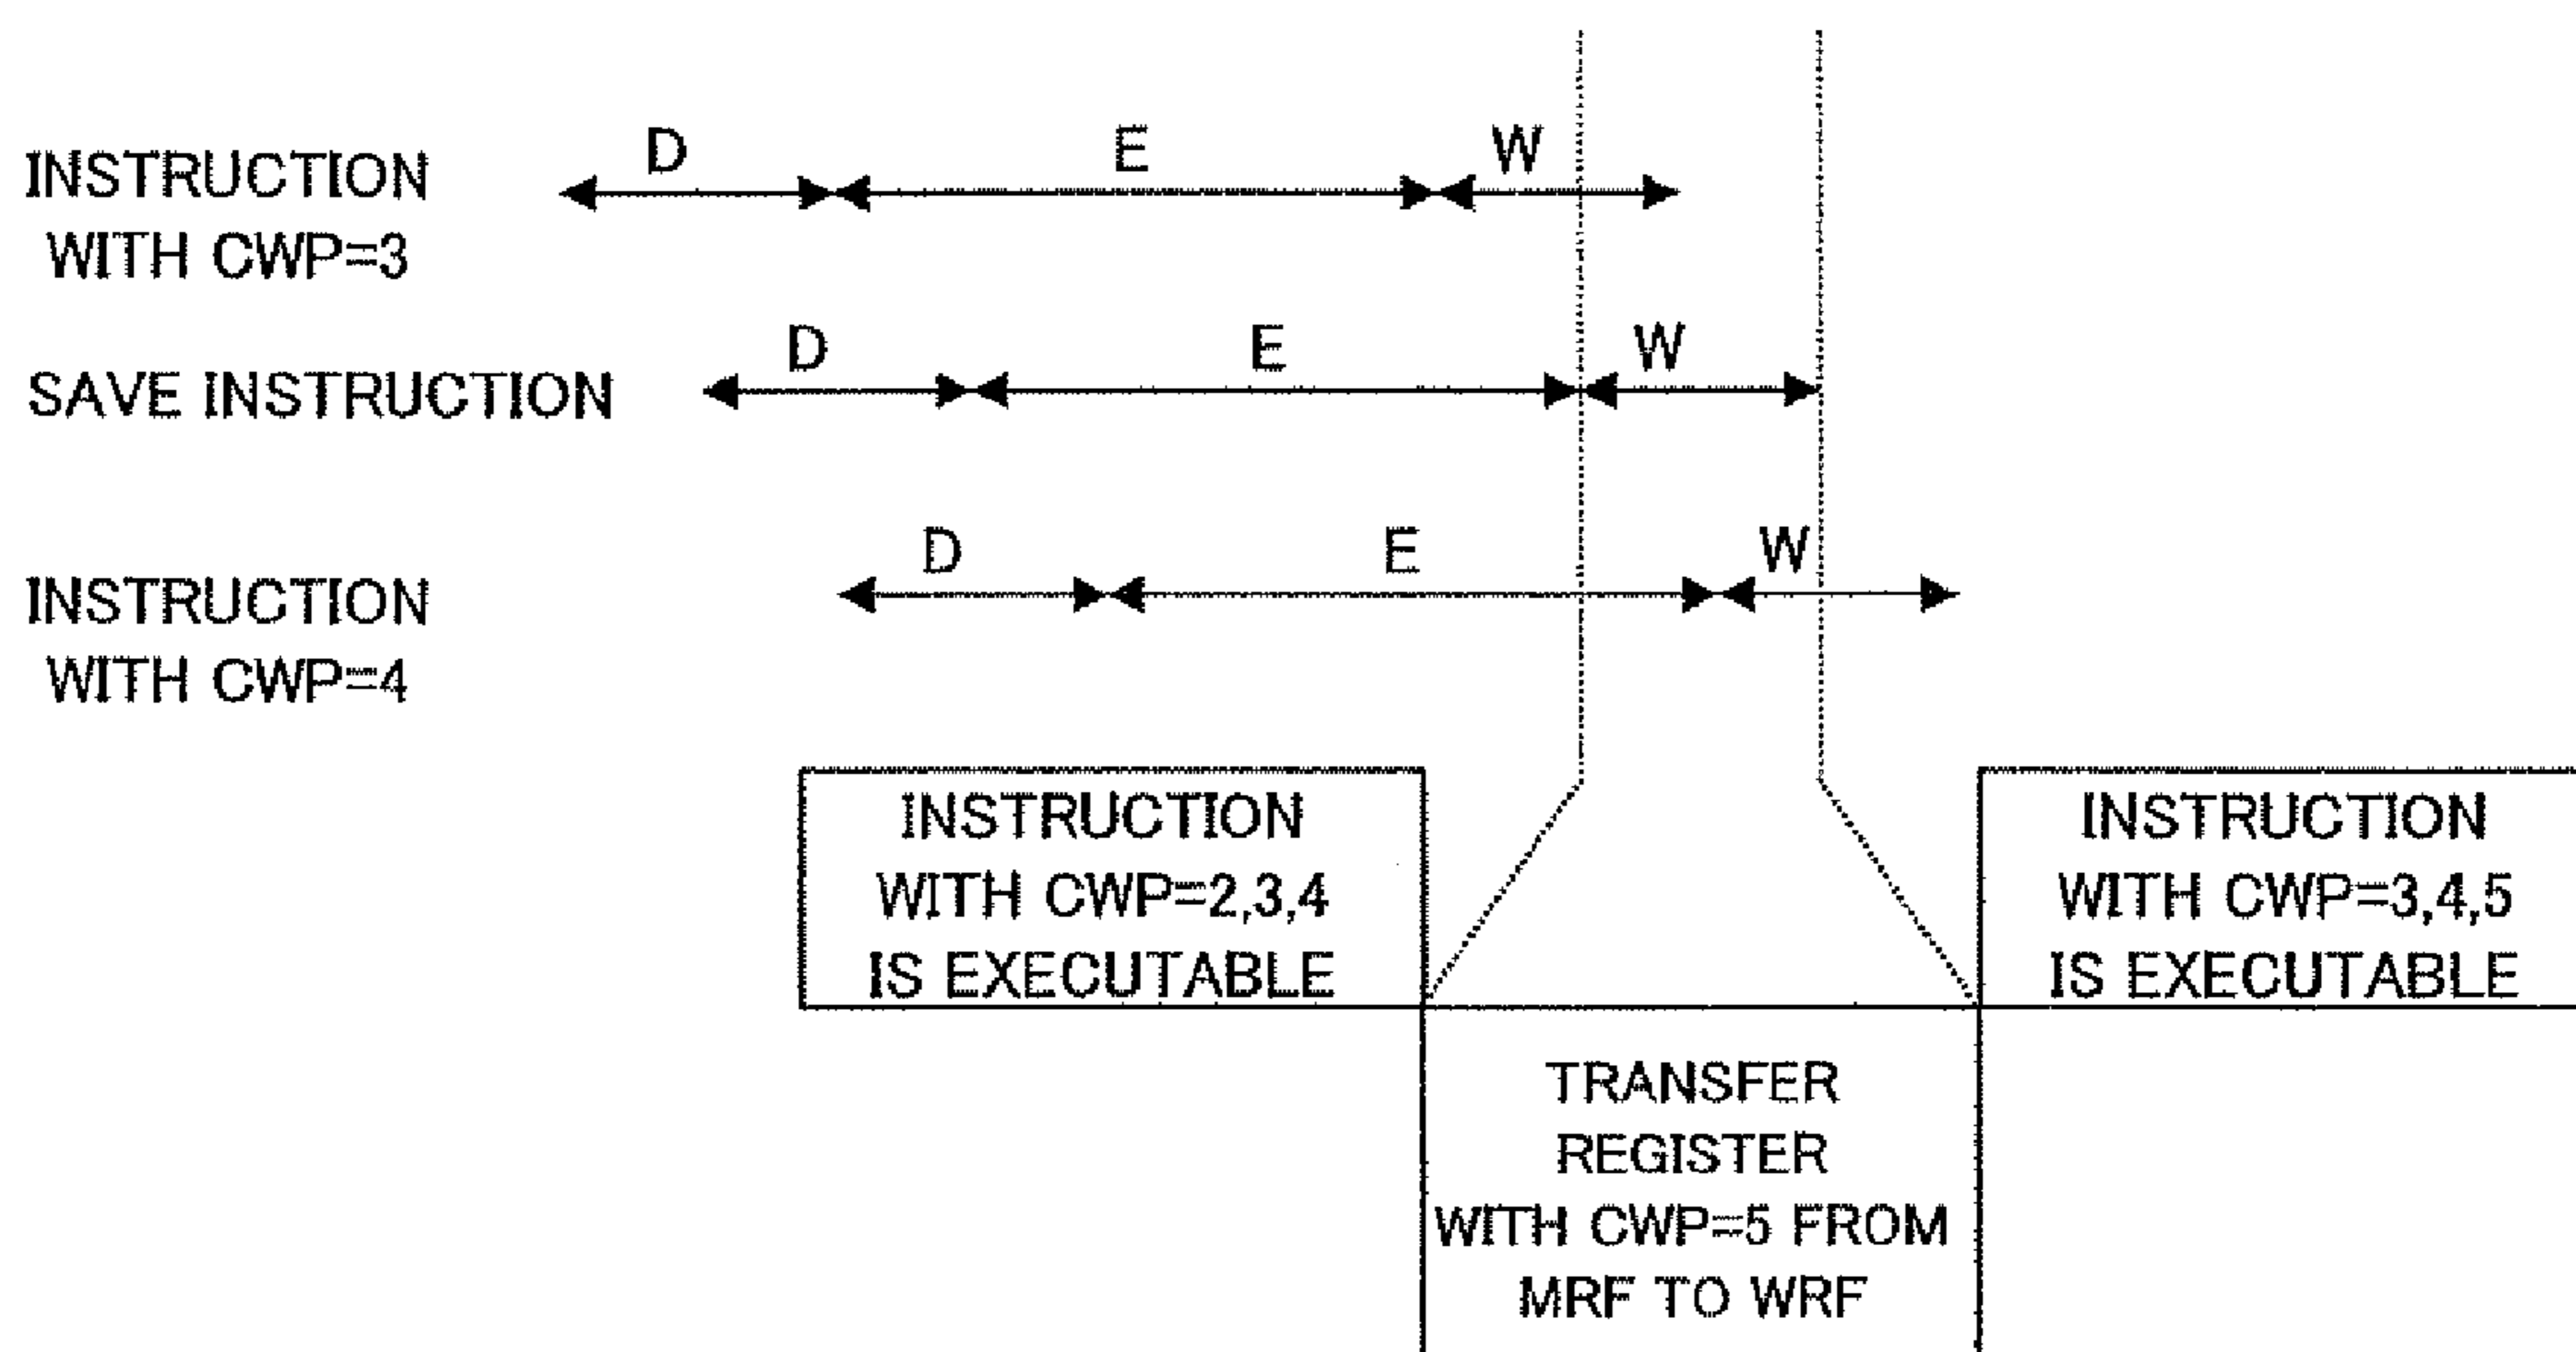 D E W
INSTRUCTION
WITH CWP=3
D E W
SAVE INSTRUCTION
D E W
INSTRUCTION
WITH CWP=4
INSTRUCTION
WITH CWP=2,3,4
IS EXECUTABLE
INSTRUCTION
WITH CWP=3,4,5
IS EXECUTABLE
TRANSFER
REGISTER
WITH CWP=5 FROM
MRF TO WRF